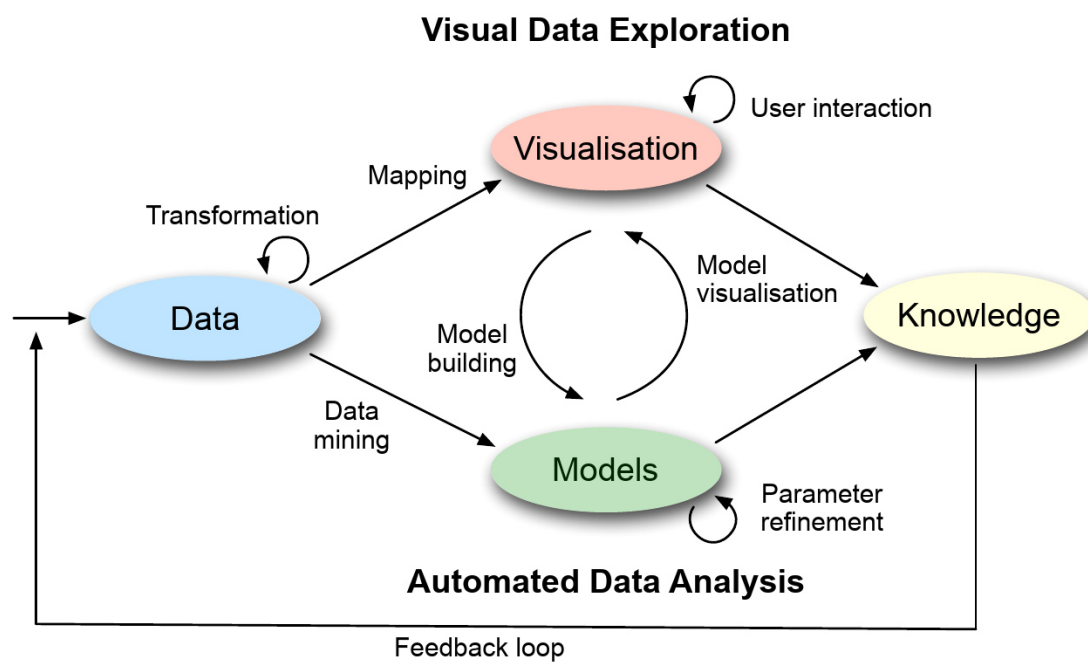 Visual Data Exploration
User interaction
Visualisation
Mapping
Transformation
Model
visualisation
Data
Knowledge
Model
building
Data
mining
Models
Parameter
refinement
Automated Data Analysis
Feedback loop